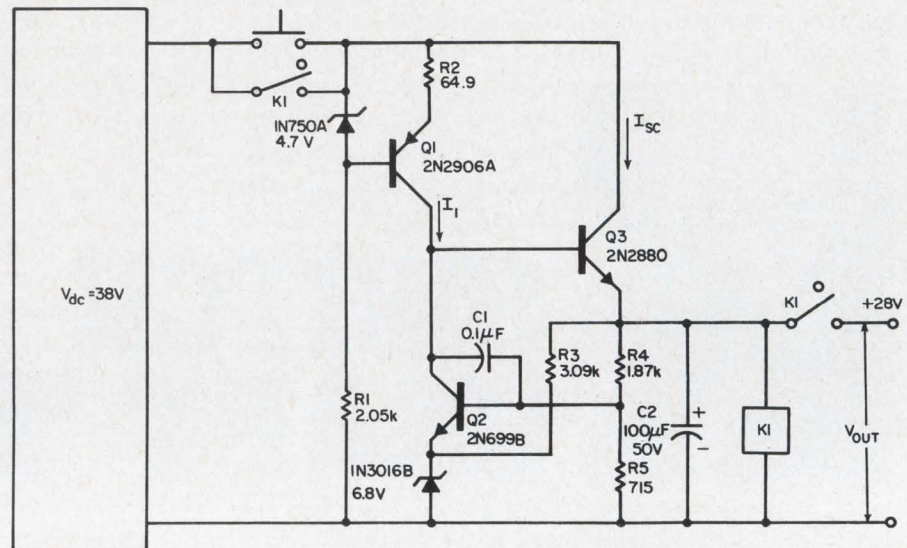 R2
64.9
K1
1N750A
4.7 V
Q1
2N2906A
I1
ISC
Q3
2N2880
Vdc =38V
C1
0.1µF
R3
3.09k
R4
1.87k
K1
+28V
R1
2.05k
Q2
2N699B
C2
100µF
50V
+
−
K1
VOUT
1N3016B
6.8V
R5
715